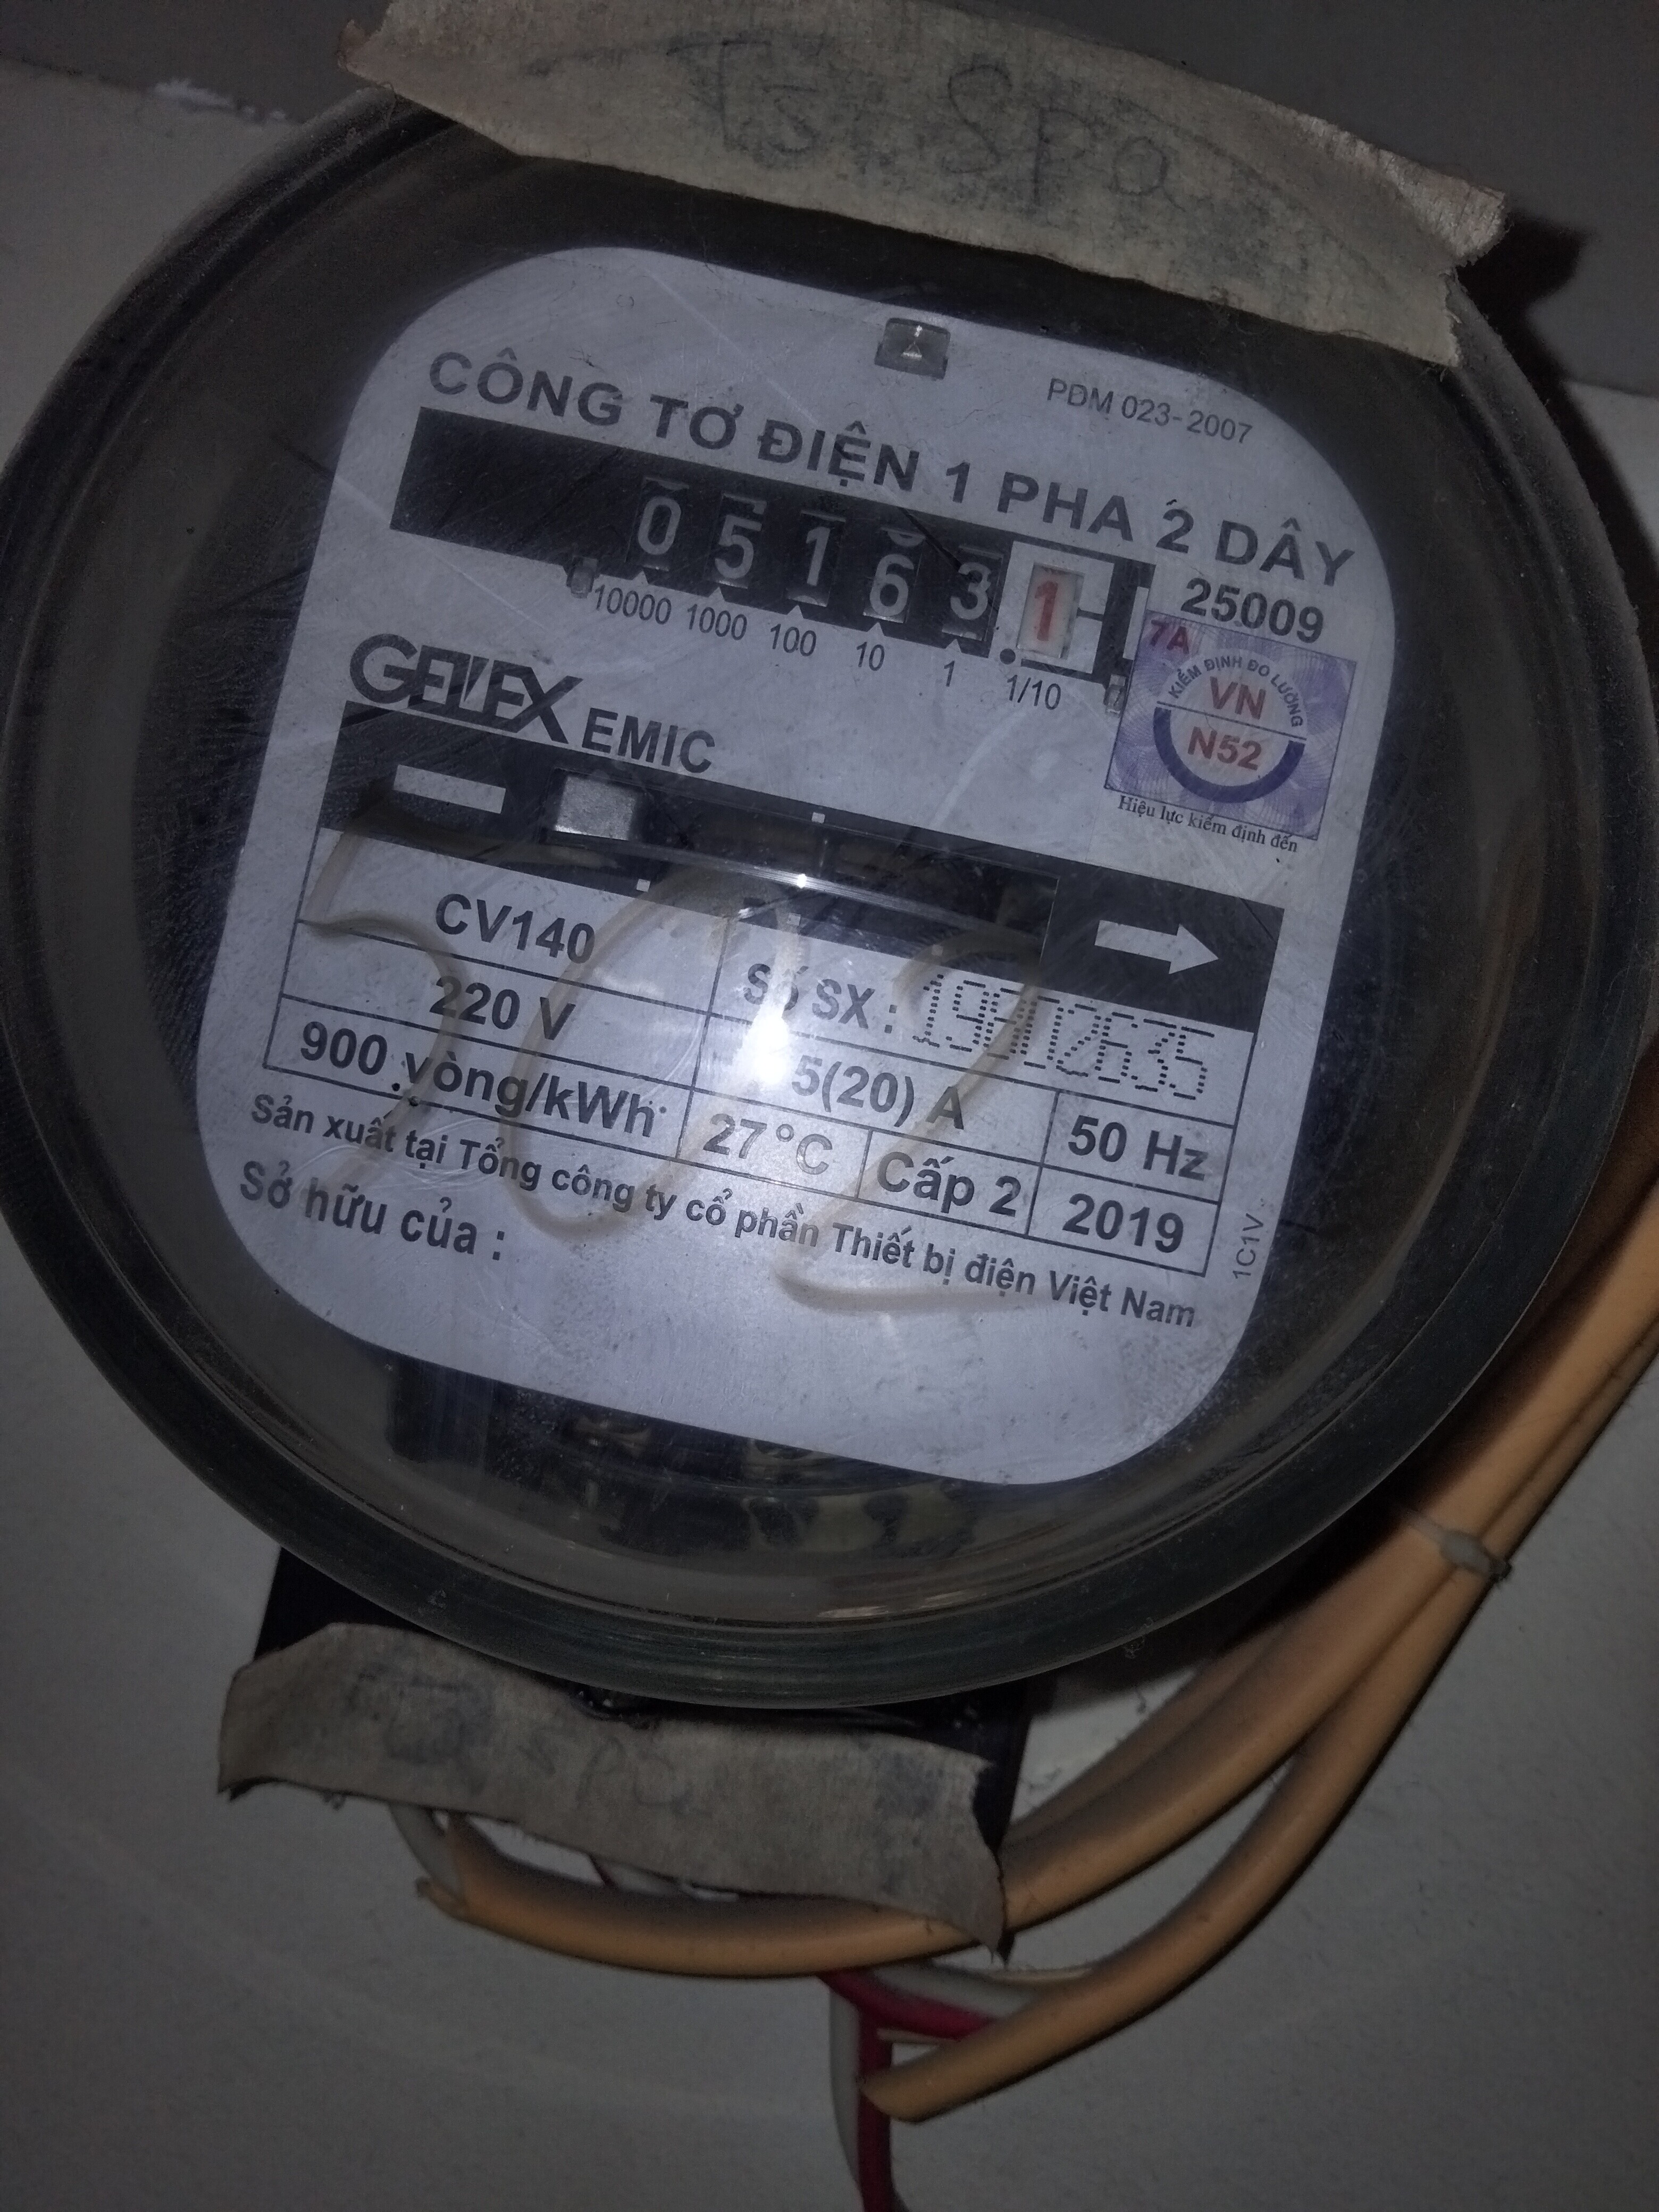 PĐM 023-2007
CÔNG TƠ ĐIỆN 1 PHA 2 DÂY
0 5 1 6 3 1
10000 1000 100 10 1 1/10
25009
7A
KIỂM ĐỊNH ĐO LƯỜNG
VN
N52
Hiệu lực kiểm định đến
GELEX EMIC
CV140
Số SX : 19802635
220 V
5(20) A
50 Hz
900 vòng/kWh
27°C
Cấp 2
2019
1C1V
Sản xuất tại Tổng công ty cổ phần Thiết bị điện Việt Nam
Sở hữu của :
502